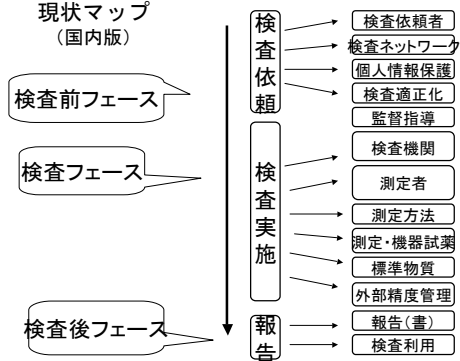 現状マップ
（国内版）
検査前フェース
検査フェース
検査後フェース
検査依頼
検査実施
報告
検査依頼者
検査ネットワーク
個人情報保護
検査適正化
監督指導
検査機関
測定者
測定方法
測定・機器試薬
標準物質
外部精度管理
報告（書）
検査利用